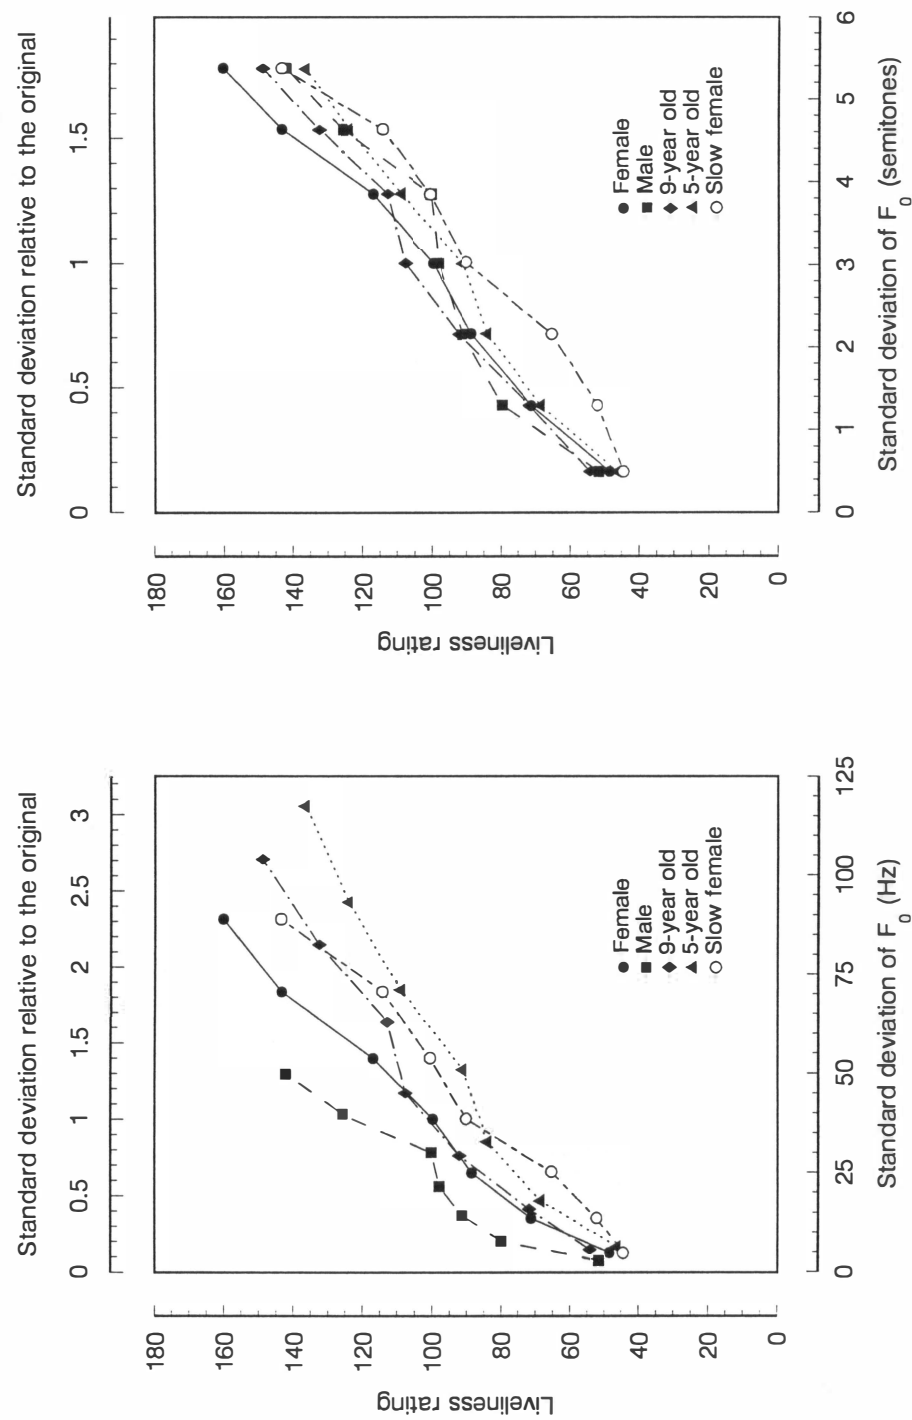 Standard deviation relative to the original
0 0.5 1 1.5 2 2.5 3
Liveliness rating
180
160
140
120
100
80
60
40
20
0
Female
Male
9-year old
5-year old
Slow female
0 25 50 75 100 125
Standard deviation of F0 (Hz)
Standard deviation relative to the original
0 0.5 1 1.5
Liveliness rating
180
160
140
120
100
80
60
40
20
0
Female
Male
9-year old
5-year old
Slow female
0 1 2 3 4 5 6
Standard deviation of F0 (semitones)